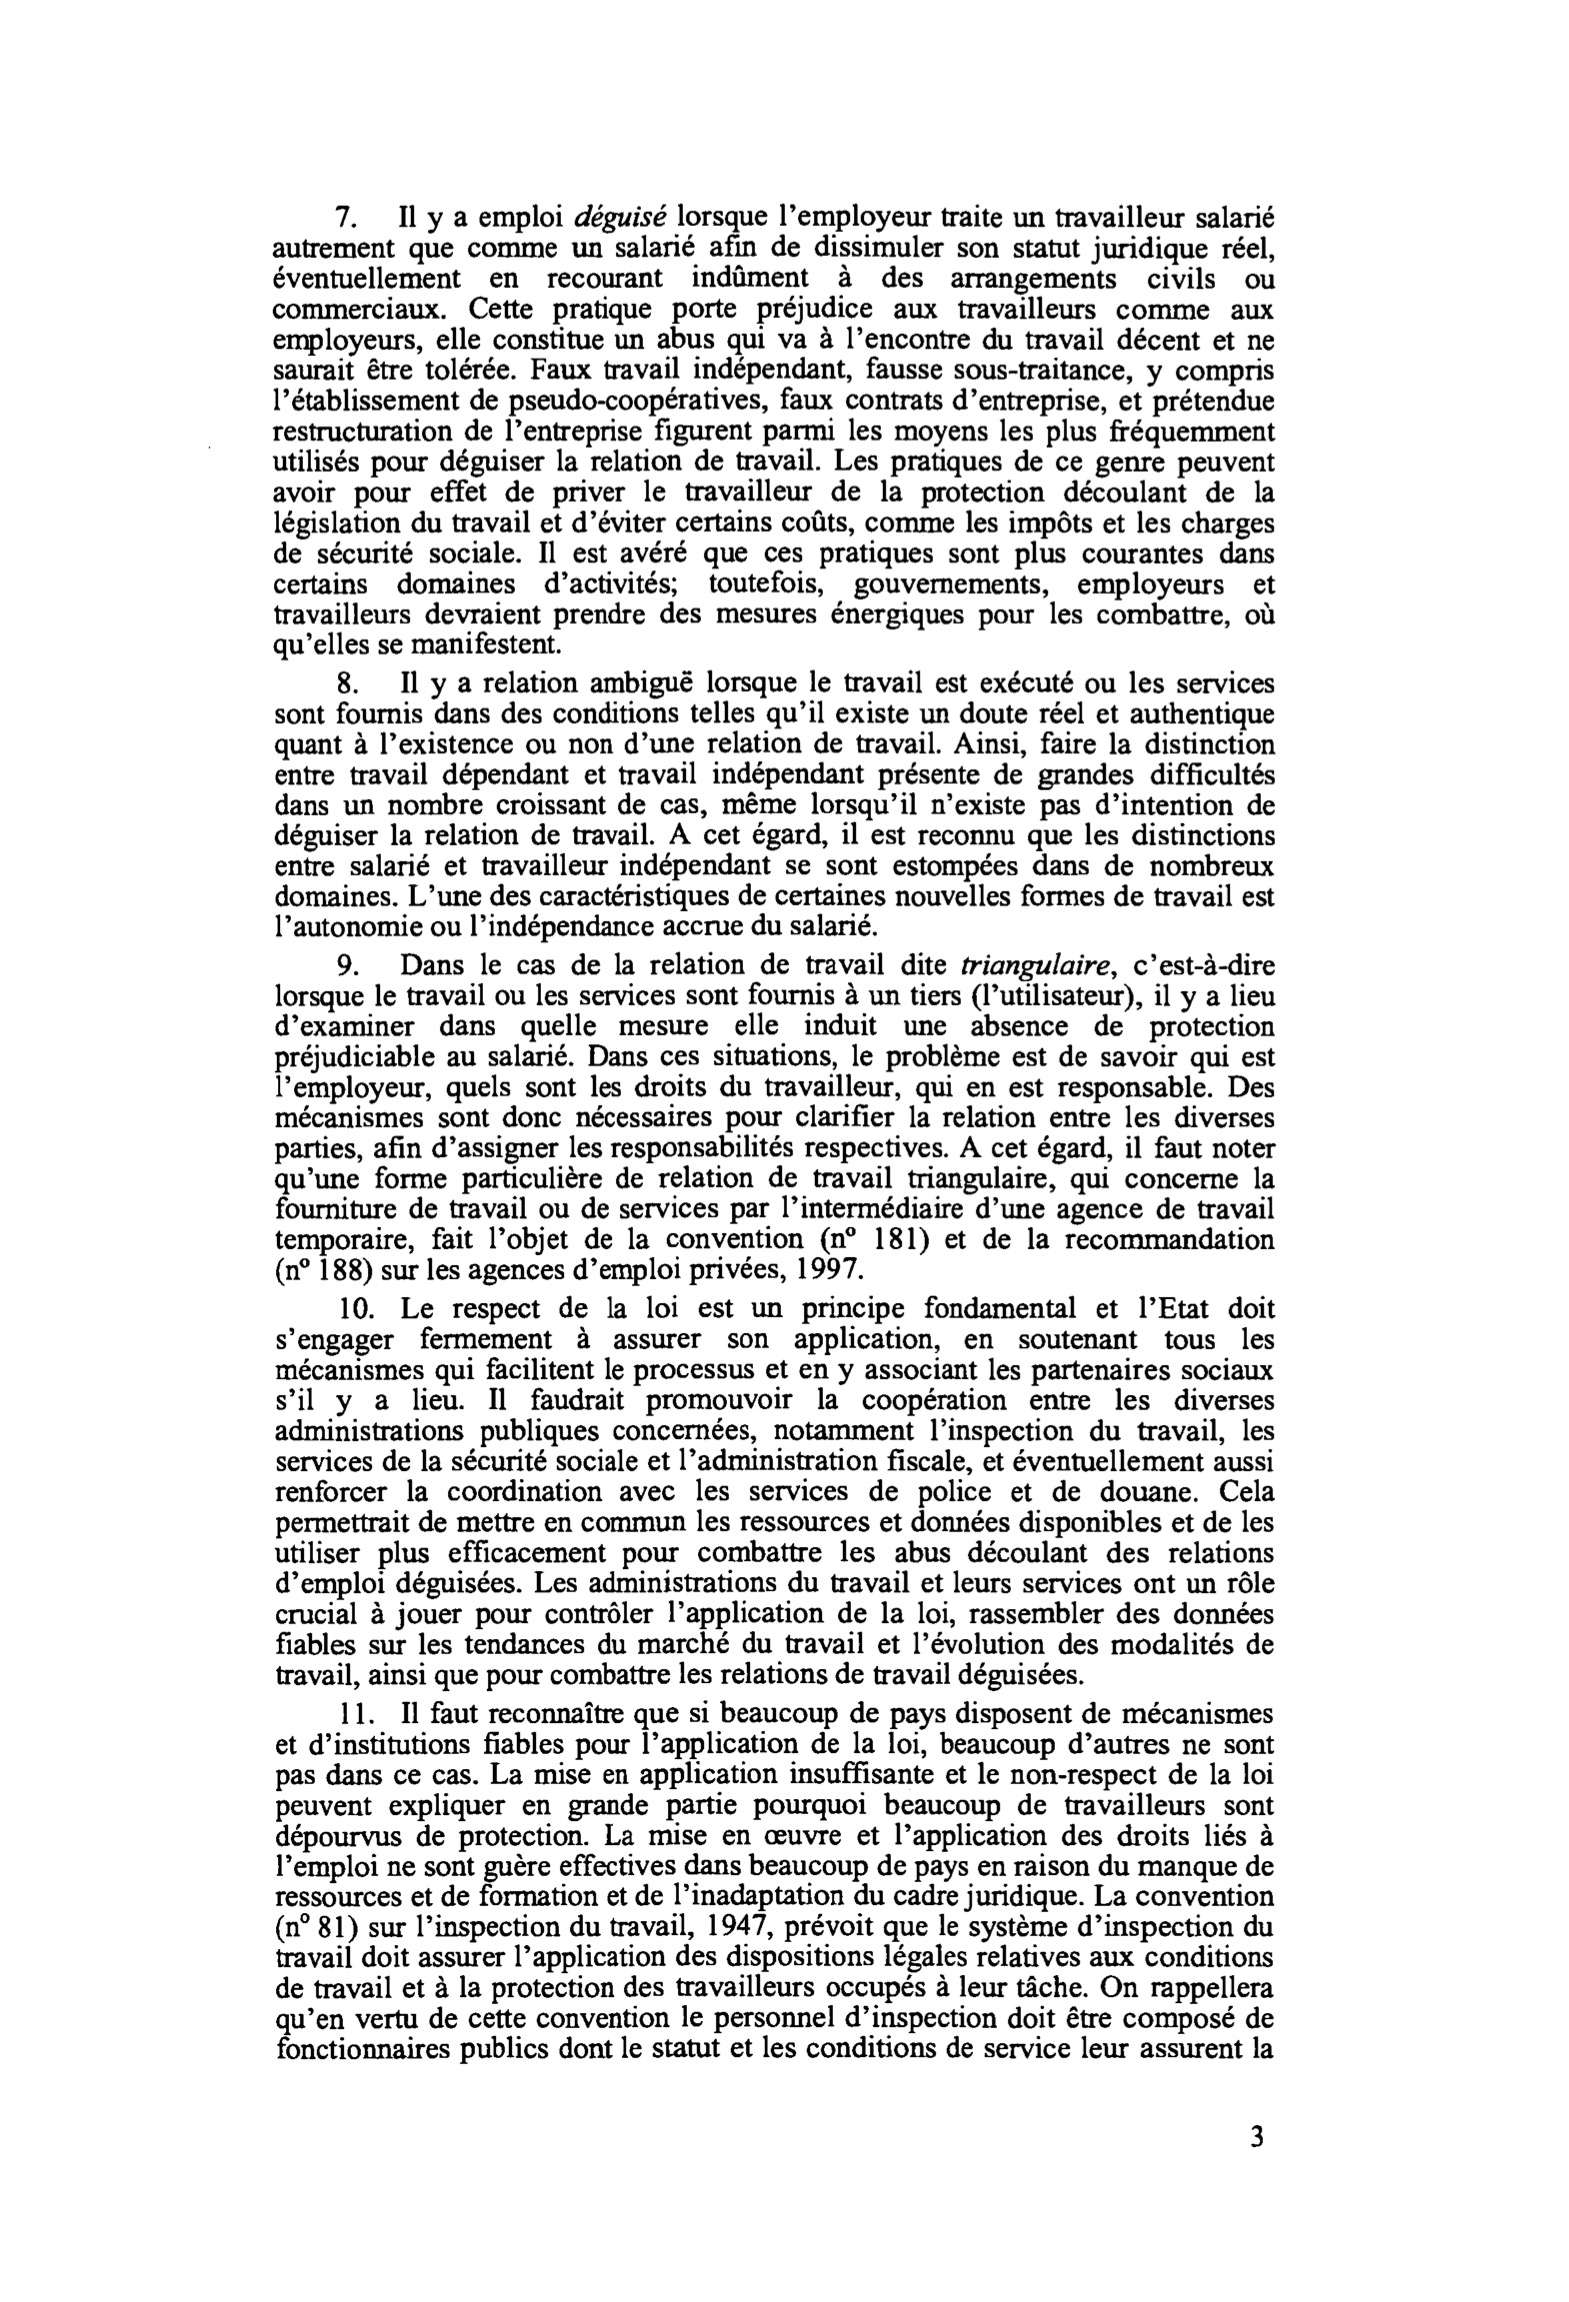 7. Il y a emploi déguisé lorsque l'employeur traite un travailleur salarié
autrement que comme un salarié afin de dissimuler son statut juridique réel,
éventuellement en recourant indûment à des arrangements civils ou
commerciaux. Cette pratique porte préjudice aux travailleurs comme aux
employeurs, elle constitue un abus qui va à l'encontre du travail décent et ne
saurait être tolérée. Faux travail indépendant, fausse sous-traitance, y compris
l'établissement de pseudo-coopératives, faux contrats d'entreprise, et prétendue
restructuration de l'entreprise figurent parmi les moyens les plus fréquemment
utilisés pour déguiser la relation de travail. Les pratiques de ce genre peuvent
avoir pour effet de priver le travailleur de la protection découlant de la
législation du travail et d'éviter certains coûts, comme les impôts et les charges
de sécurité sociale. Il est avéré que ces pratiques sont plus courantes dans
certains domaines d'activités; toutefois, gouvernements, employeurs et
travailleurs devraient prendre des mesures énergiques pour les combattre, où
qu'elles se manifestent.
8. Il y a relation ambiguë lorsque le travail est exécuté ou les services
sont fournis dans des conditions telles qu'il existe un doute réel et authentique
quant à l'existence ou non d'une relation de travail. Ainsi, faire la distinction
entre travail dépendant et travail indépendant présente de grandes difficultés
dans un nombre croissant de cas, même lorsqu'il n'existe pas d'intention de
déguiser la relation de travail. A cet égard, il est reconnu que les distinctions
entre salarié et travailleur indépendant se sont estompées dans de nombreux
domaines. L'une des caractéristiques de certaines nouvelles formes de travail est
l'autonomie ou l'indépendance accrue du salarié.
9. Dans le cas de la relation de travail dite triangulaire, c'est-à-dire
lorsque le travail ou les services sont fournis à un tiers (l'utilisateur), il y a lieu
d'examiner dans quelle mesure elle induit une absence de protection
préjudiciable au salarié. Dans ces situations, le problème est de savoir qui est
l'employeur, quels sont les droits du travailleur, qui en est responsable. Des
mécanismes sont donc nécessaires pour clarifier la relation entre les diverses
parties, afin d'assigner les responsabilités respectives. A cet égard, il faut noter
qu'une forme particulière de relation de travail triangulaire, qui concerne la
fourniture de travail ou de services par l'intermédiaire d'une agence de travail
temporaire, fait l'objet de la convention (nº 181) et de la recommandation
(nº 188) sur les agences d'emploi privées, 1997.
10. Le respect de la loi est un principe fondamental et l'Etat doit
s'engager fermement à assurer son application, en soutenant tous les
mécanismes qui facilitent le processus et en y associant les partenaires sociaux
s'il y a lieu. Il faudrait promouvoir la coopération entre les diverses
administrations publiques concernées, notamment l'inspection du travail, les
services de la sécurité sociale et l'administration fiscale, et éventuellement aussi
renforcer la coordination avec les services de police et de douane. Cela
permettrait de mettre en commun les ressources et données disponibles et de les
utiliser plus efficacement pour combattre les abus découlant des relations
d'emploi déguisées. Les administrations du travail et leurs services ont un rôle
crucial à jouer pour contrôler l'application de la loi, rassembler des données
fiables sur les tendances du marché du travail et l'évolution des modalités de
travail, ainsi que pour combattre les relations de travail déguisées.
11. Il faut reconnaître que si beaucoup de pays disposent de mécanismes
et d'institutions fiables pour l'application de la loi, beaucoup d'autres ne sont
pas dans ce cas. La mise en application insuffisante et le non-respect de la loi
peuvent expliquer en grande partie pourquoi beaucoup de travailleurs sont
dépourvus de protection. La mise en œuvre et l'application des droits liés à
l'emploi ne sont guère effectives dans beaucoup de pays en raison du manque de
ressources et de formation et de l'inadaptation du cadre juridique. La convention
(nº 81) sur l'inspection du travail, 1947, prévoit que le système d'inspection du
travail doit assurer l'application des dispositions légales relatives aux conditions
de travail et à la protection des travailleurs occupés à leur tâche. On rappellera
qu'en vertu de cette convention le personnel d'inspection doit être composé de
fonctionnaires publics dont le statut et les conditions de service leur assurent la
3